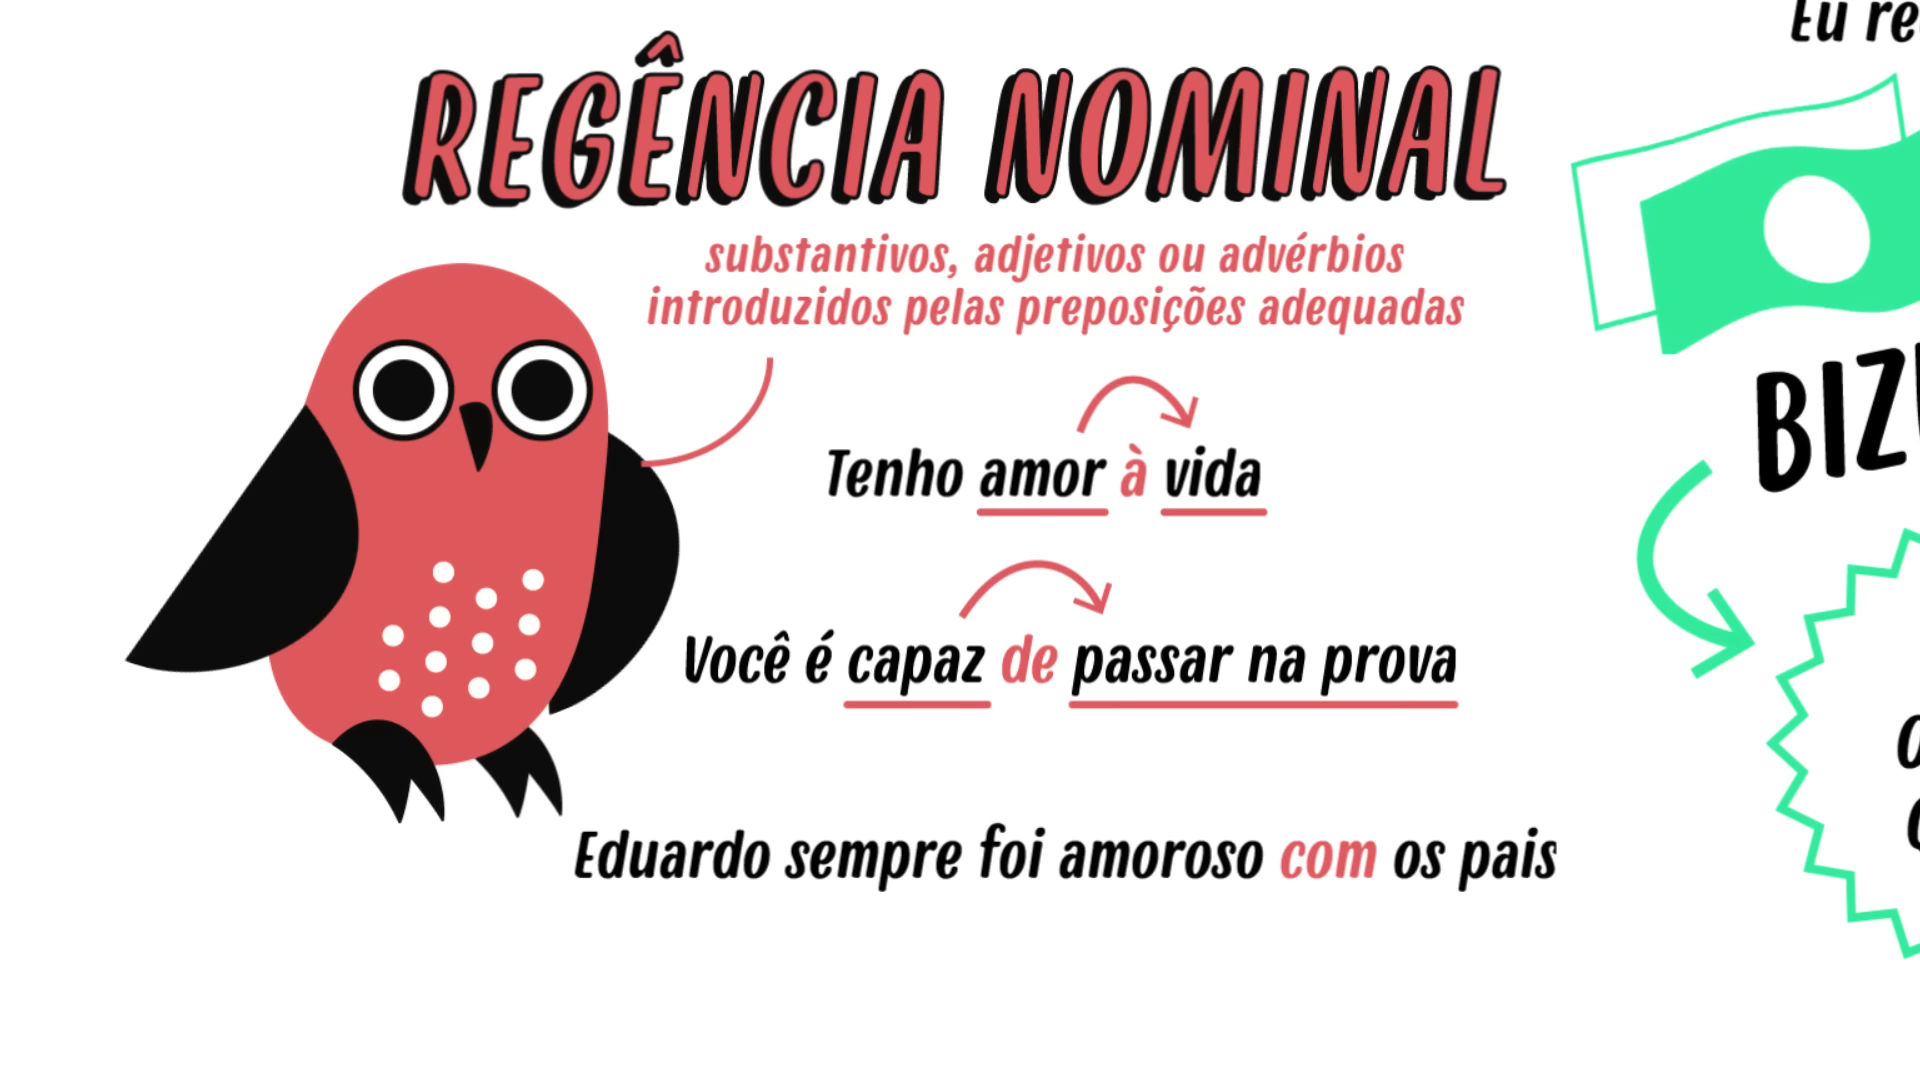 REGÊNCIA NOMINAL
substantivos, adjetivos ou advérbios
introduzidos pelas preposições adequadas
Tenho amor à vida
Você é capaz de passar na prova
Eduardo sempre foi amoroso com os pais
Eu